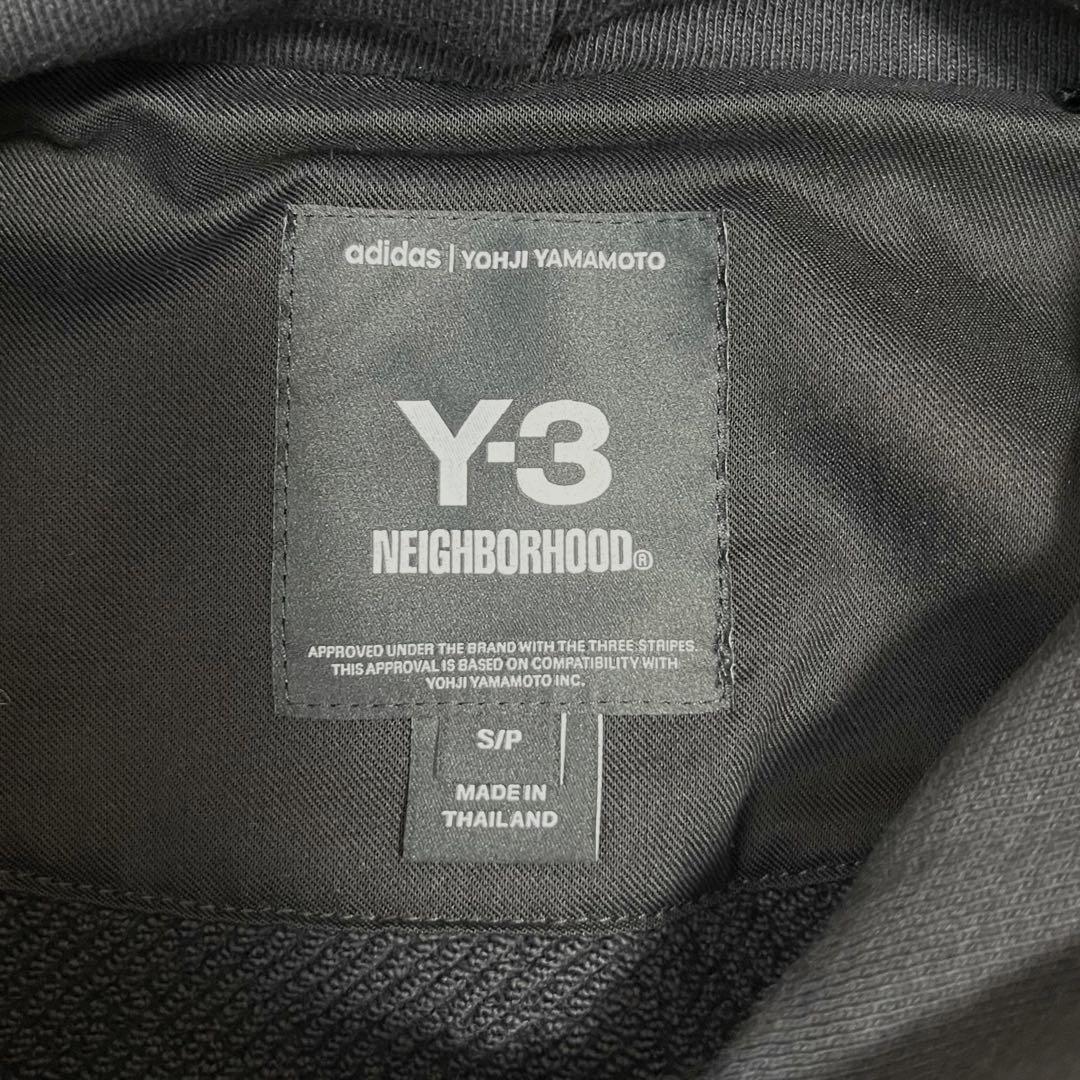 adidas | YOHJI YAMAMOTO
Y-3
NEIGHBORHOOD®
APPROVED UNDER THE BRAND WITH THE THREE STRIPES.
THIS APPROVAL IS BASED ON COMPATIBILITY WITH
YOHJI YAMAMOTO INC.
S/P
MADE IN
THAILAND